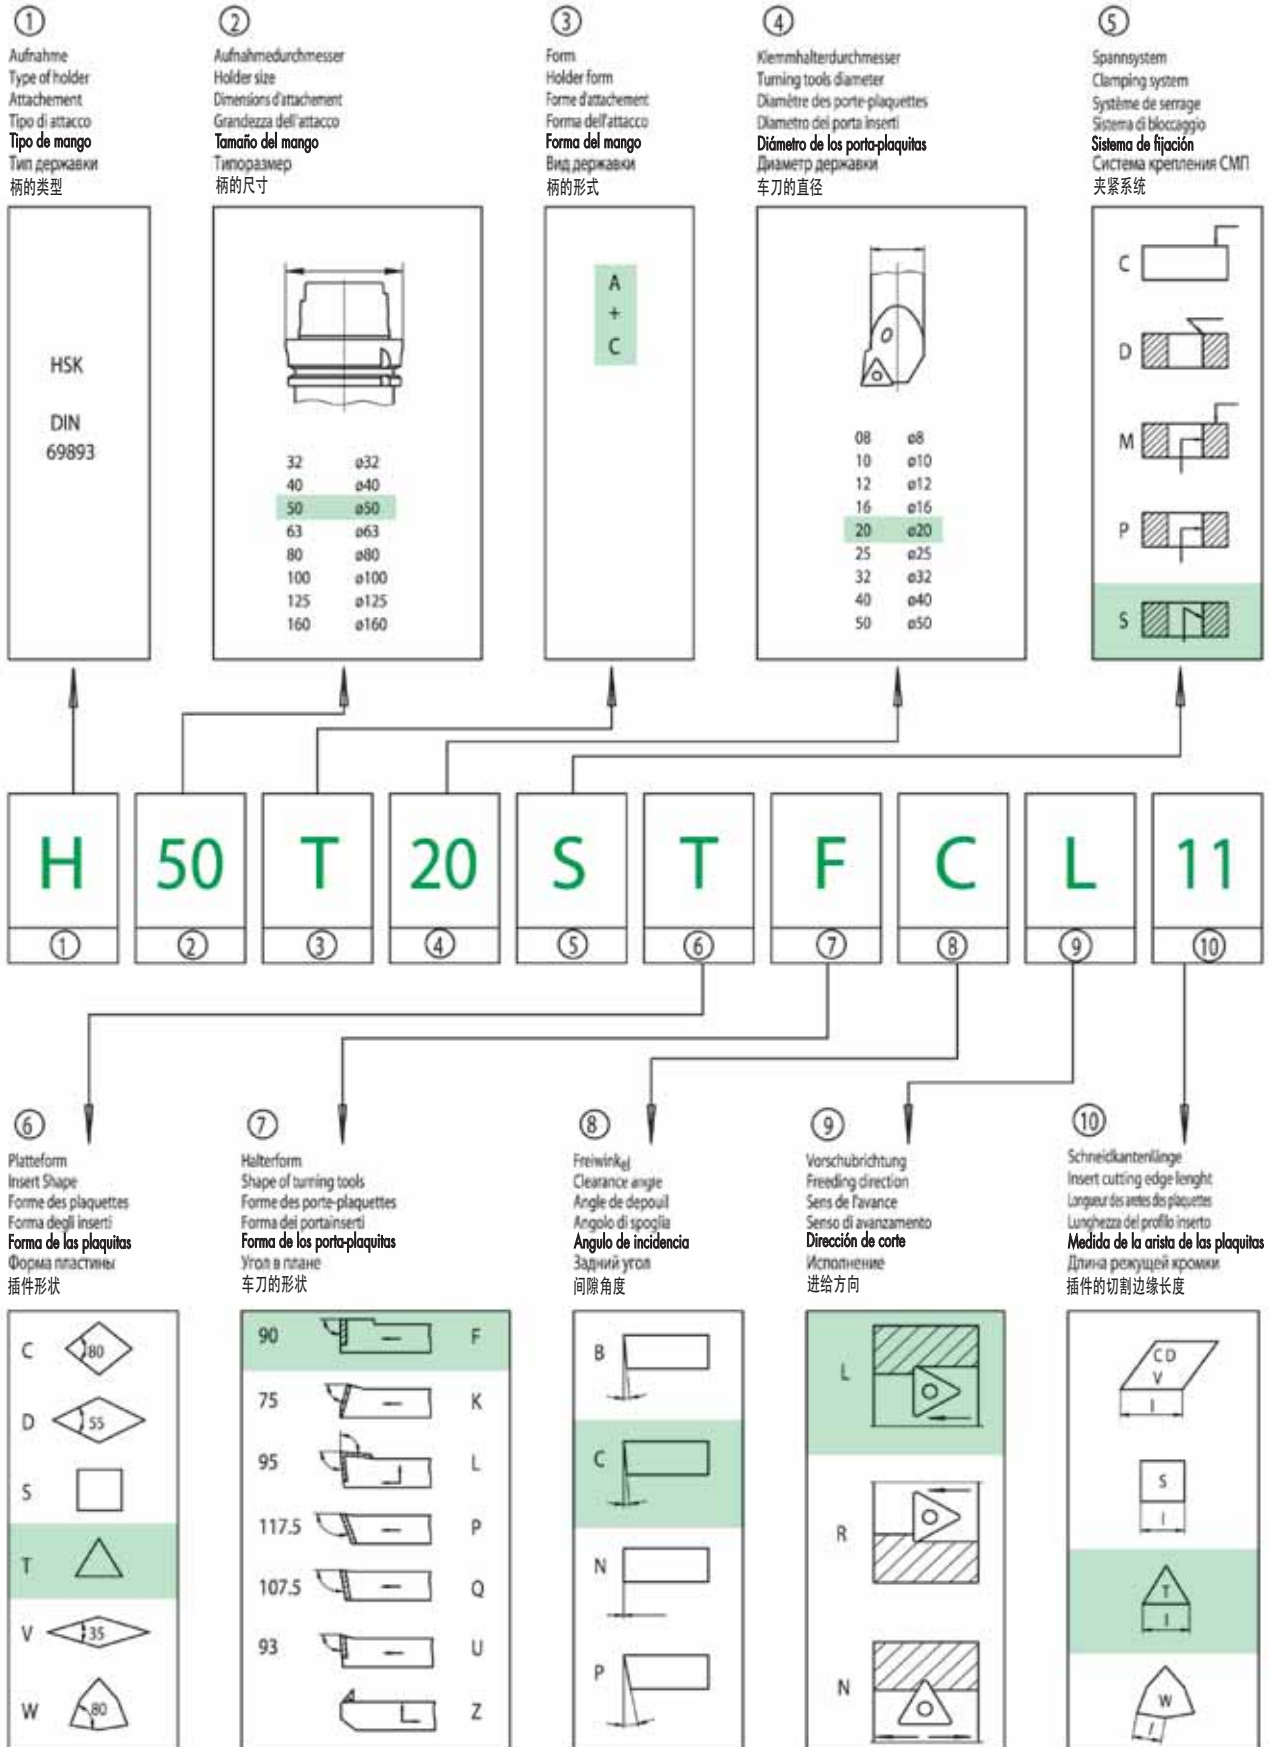 ①
Aufnahme
Type of holder
Attachement
Tipo di attacco
Tipo de mango
Тип державки
柄的类型
HSK
DIN
69893
②
Aufnahmedurchmesser
Holder size
Dimensions d'attachement
Grandezza dell'attacco
Tamaño del mango
Типоразмер
柄的尺寸
32 ø32
40 ø40
50 ø50
63 ø63
80 ø80
100 ø100
125 ø125
160 ø160
③
Form
Holder form
Forme d'attachement
Forma dell'attacco
Forma del mango
Вид державки
柄的形式
A
+
C
④
Klemmhalterdurchmesser
Turning tools diameter
Diamètre des porte-plaquettes
Diametro dei porta inserti
Diámetro de los porta-plaquitas
Диаметр державки
车刀的直径
08 ø8
10 ø10
12 ø12
16 ø16
20 ø20
25 ø25
32 ø32
40 ø40
50 ø50
⑤
Spannsystem
Clamping system
Système de serrage
Sistema di bloccaggio
Sistema de fijación
Система крепления СМП
夹紧系统
C
D
M
P
S
H 50 T 20 S T F C L 11
① ② ③ ④ ⑤ ⑥ ⑦ ⑧ ⑨ ⑩
⑥
Platteform
Insert Shape
Forme des plaquettes
Forma degli inserti
Forma de las plaquitas
Форма пластины
插件形状
C 80
D 55
S
T
V 35
W 80
⑦
Halterform
Shape of turning tools
Forme des porte-plaquettes
Forma dei portainserti
Forma de los porta-plaquitas
Угол в плане
车刀的形状
90 F
75 K
95 L
117.5 P
107.5 Q
93 U
Z
⑧
Freiwinkel
Clearance angle
Angle de depouil
Angolo di spoglia
Angulo de incidencia
Задний угол
间隙角度
B
C
N
P
⑨
Vorschubrichtung
Freeding direction
Sens de l'avance
Senso di avanzamento
Dirección de corte
Исполнение
进给方向
L
R
N
⑩
Schneidkantenlänge
Insert cutting edge lenght
Longueur des aretes des plaquettes
Lunghezza del profilo inserto
Medida de la arista de las plaquitas
Длина режущей кромки
插件的切割边缘长度
C D
V
l
S
l
T
l
W
l